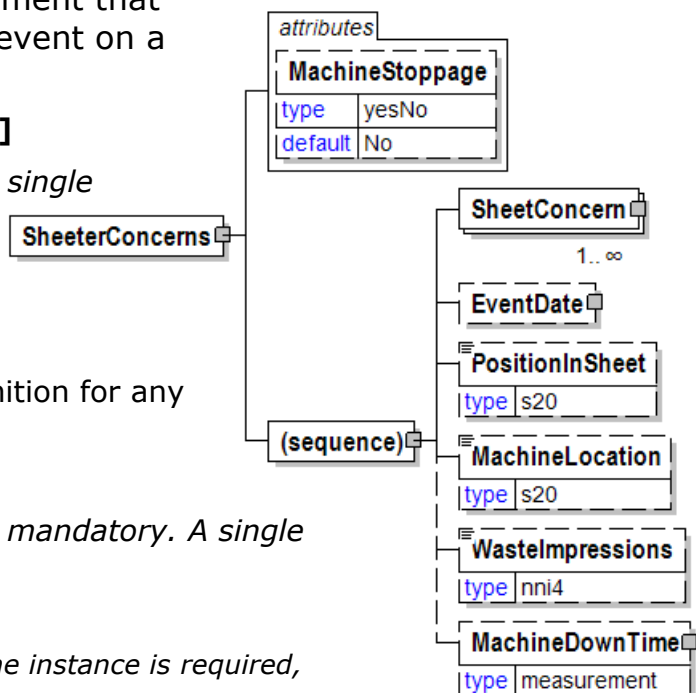 ment that
event on a
]
single
nition for any
mandatory. A single
ne instance is required,
attributes
MachineStoppage
type yesNo
default No
SheeterConcerns
(sequence)
SheetConcern
1.. ∞
EventDate
PositionInSheet
type s20
MachineLocation
type s20
WasteImpressions
type nni4
MachineDownTime
type measurement